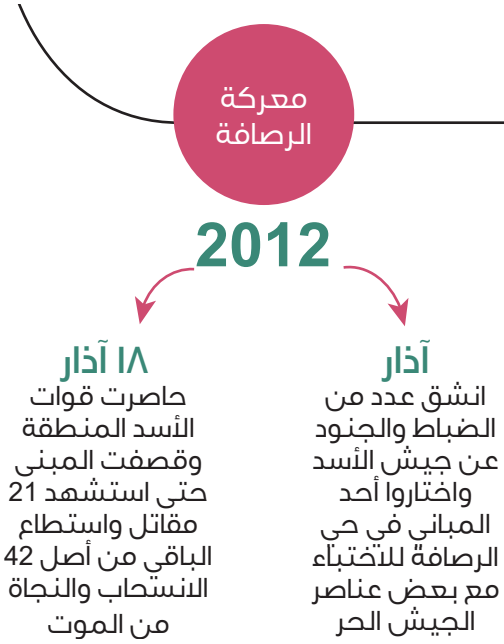 معركة
الرصافة
2012
آذار
انشق عدد من
الضباط والجنود
عن جيش الأسد
واختاروا أحد
المباني في حي
الرصافة للاختباء
مع بعض عناصر
الجيش الحر
١٨ آذار
حاصرت قوات
الأسد المنطقة
وقصفت المبنى
حتى استشهد 21
مقاتل واستطاع
الباقي من أصل 42
الانسحاب والنجاة
من الموت